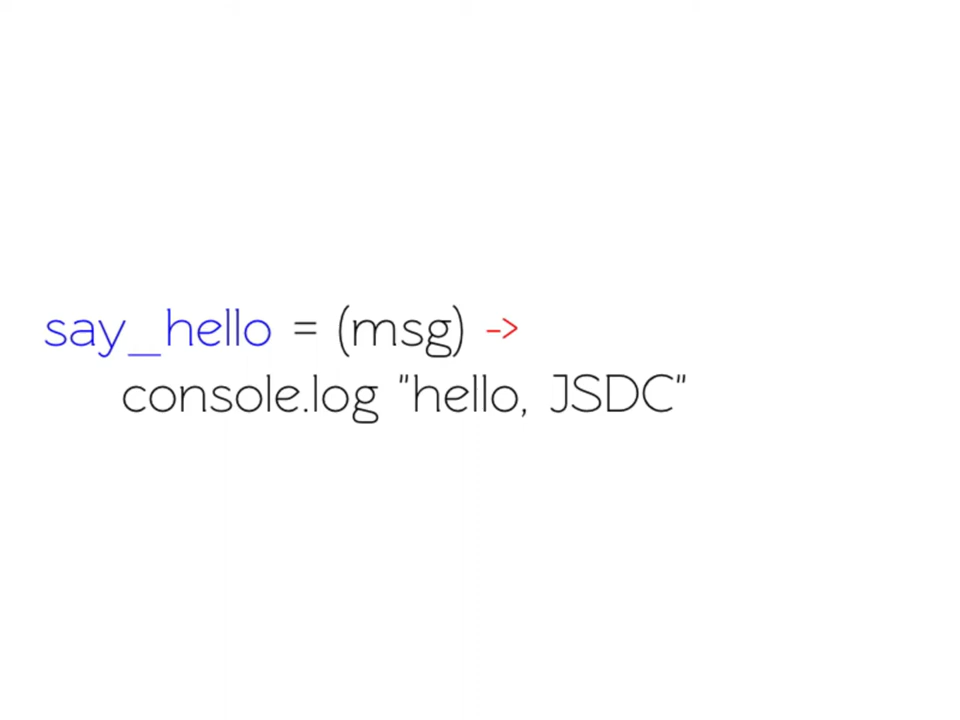 say_hello = (msg) ->
console.log "hello, JSDC"